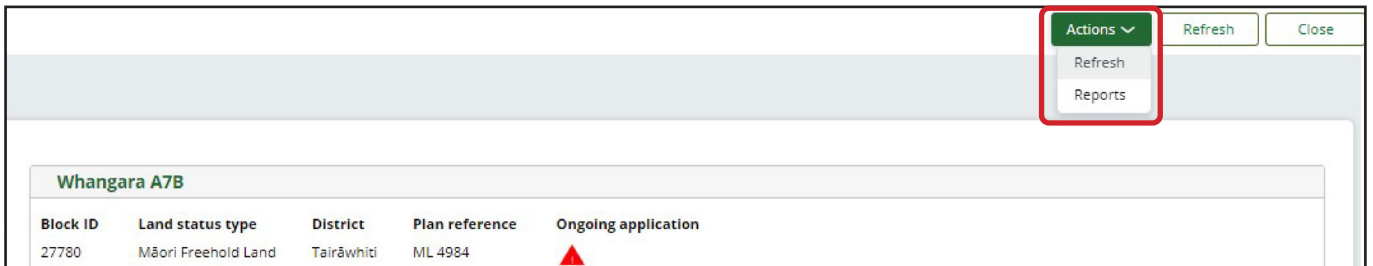 Actions Refresh Close
Refresh
Reports
Whangara A7B
Block ID Land status type District Plan reference Ongoing application
27780 Māori Freehold Land Tairāwhiti ML 4984